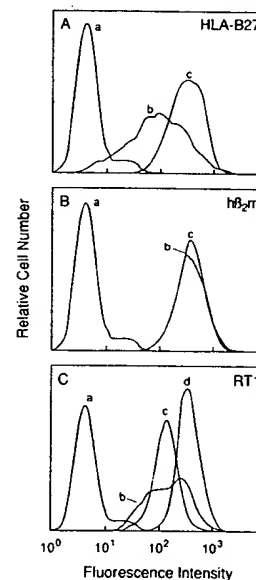 A
HLA-B27
a
b
c
B
hβ₂m
a
b
c
C
RT1
a
b
c
d
Relative Cell Number
10⁰ 10¹ 10² 10³
Fluorescence Intensity